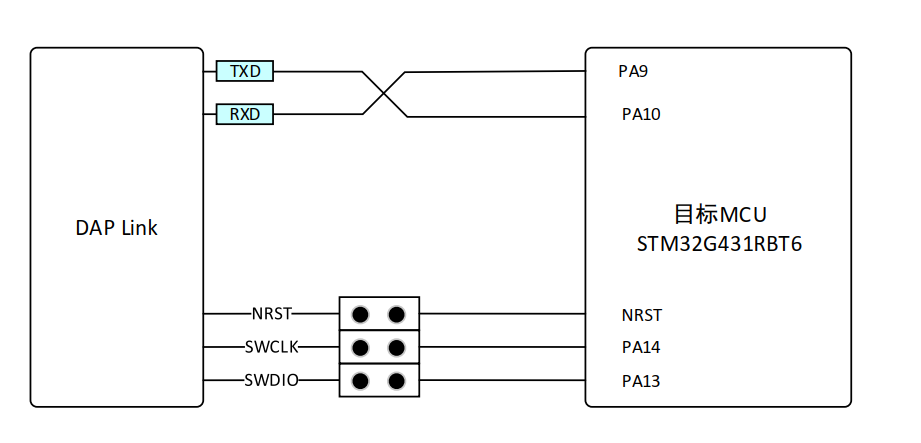 TXD
PA9
RXD
PA10
DAP Link
目标MCU
STM32G431RBT6
NRST
NRST
SWCLK
PA14
SWDIO
PA13